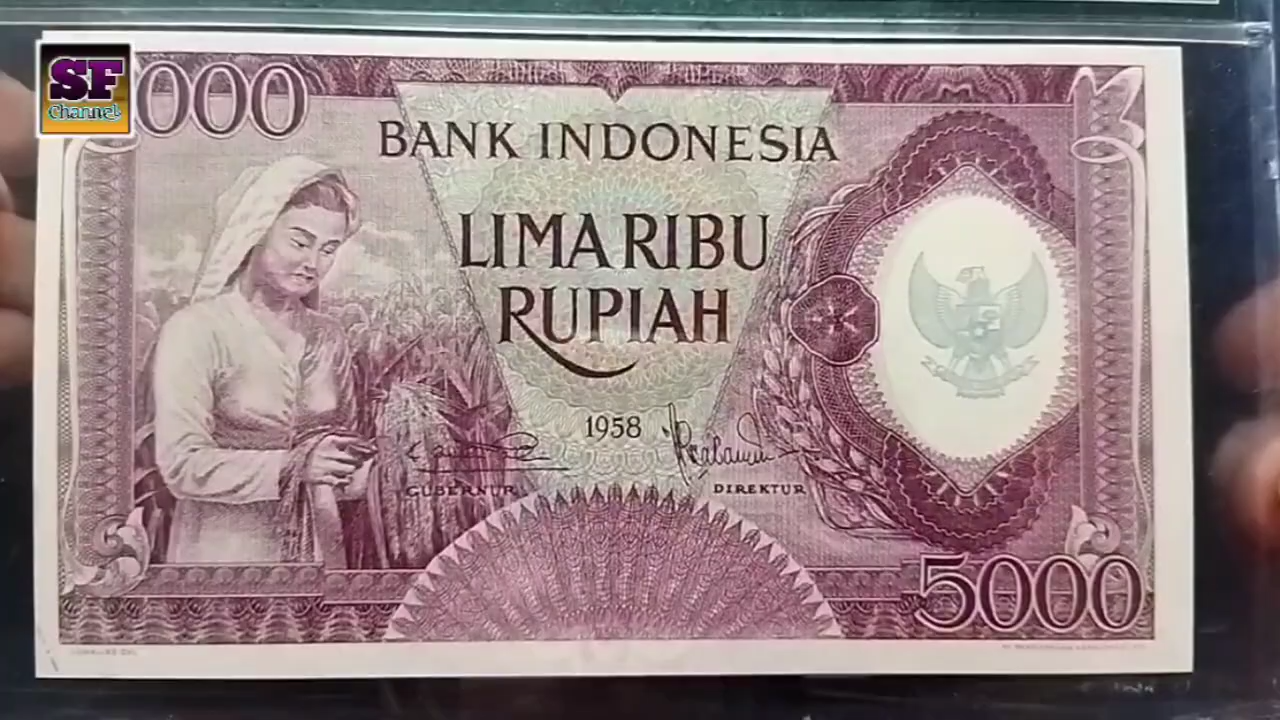 SF
Channel
000
BANK INDONESIA
LIMA RIBU
RUPIAH
1958
GUBERNUR
DIREKTUR
5000